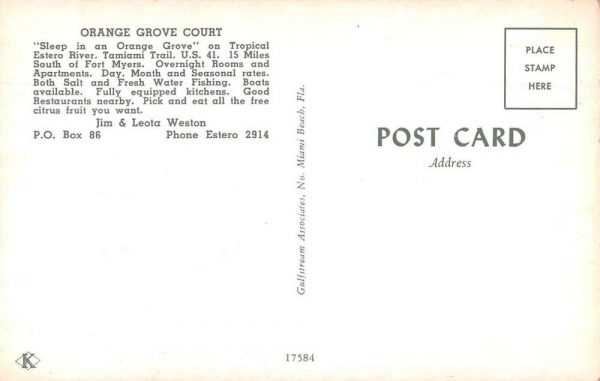 ORANGE GROVE COURT
"Sleep in an Orange Grove" on Tropical
Estero River, Tamiami Trail, U.S. 41. 15 Miles
South of Fort Myers. Overnight Rooms and
Apartments. Day, Month and Seasonal rates.
Both Salt and Fresh Water Fishing. Boats
available. Fully equipped kitchens. Good
Restaurants nearby. Pick and eat all the free
citrus fruit you want.
Jim & Leota Weston
P.O. Box 86 Phone Estero 2914
Gulfstream Associates, No. Miami Beach, Fla.
PLACE
STAMP
HERE
POST CARD
Address
K
17584